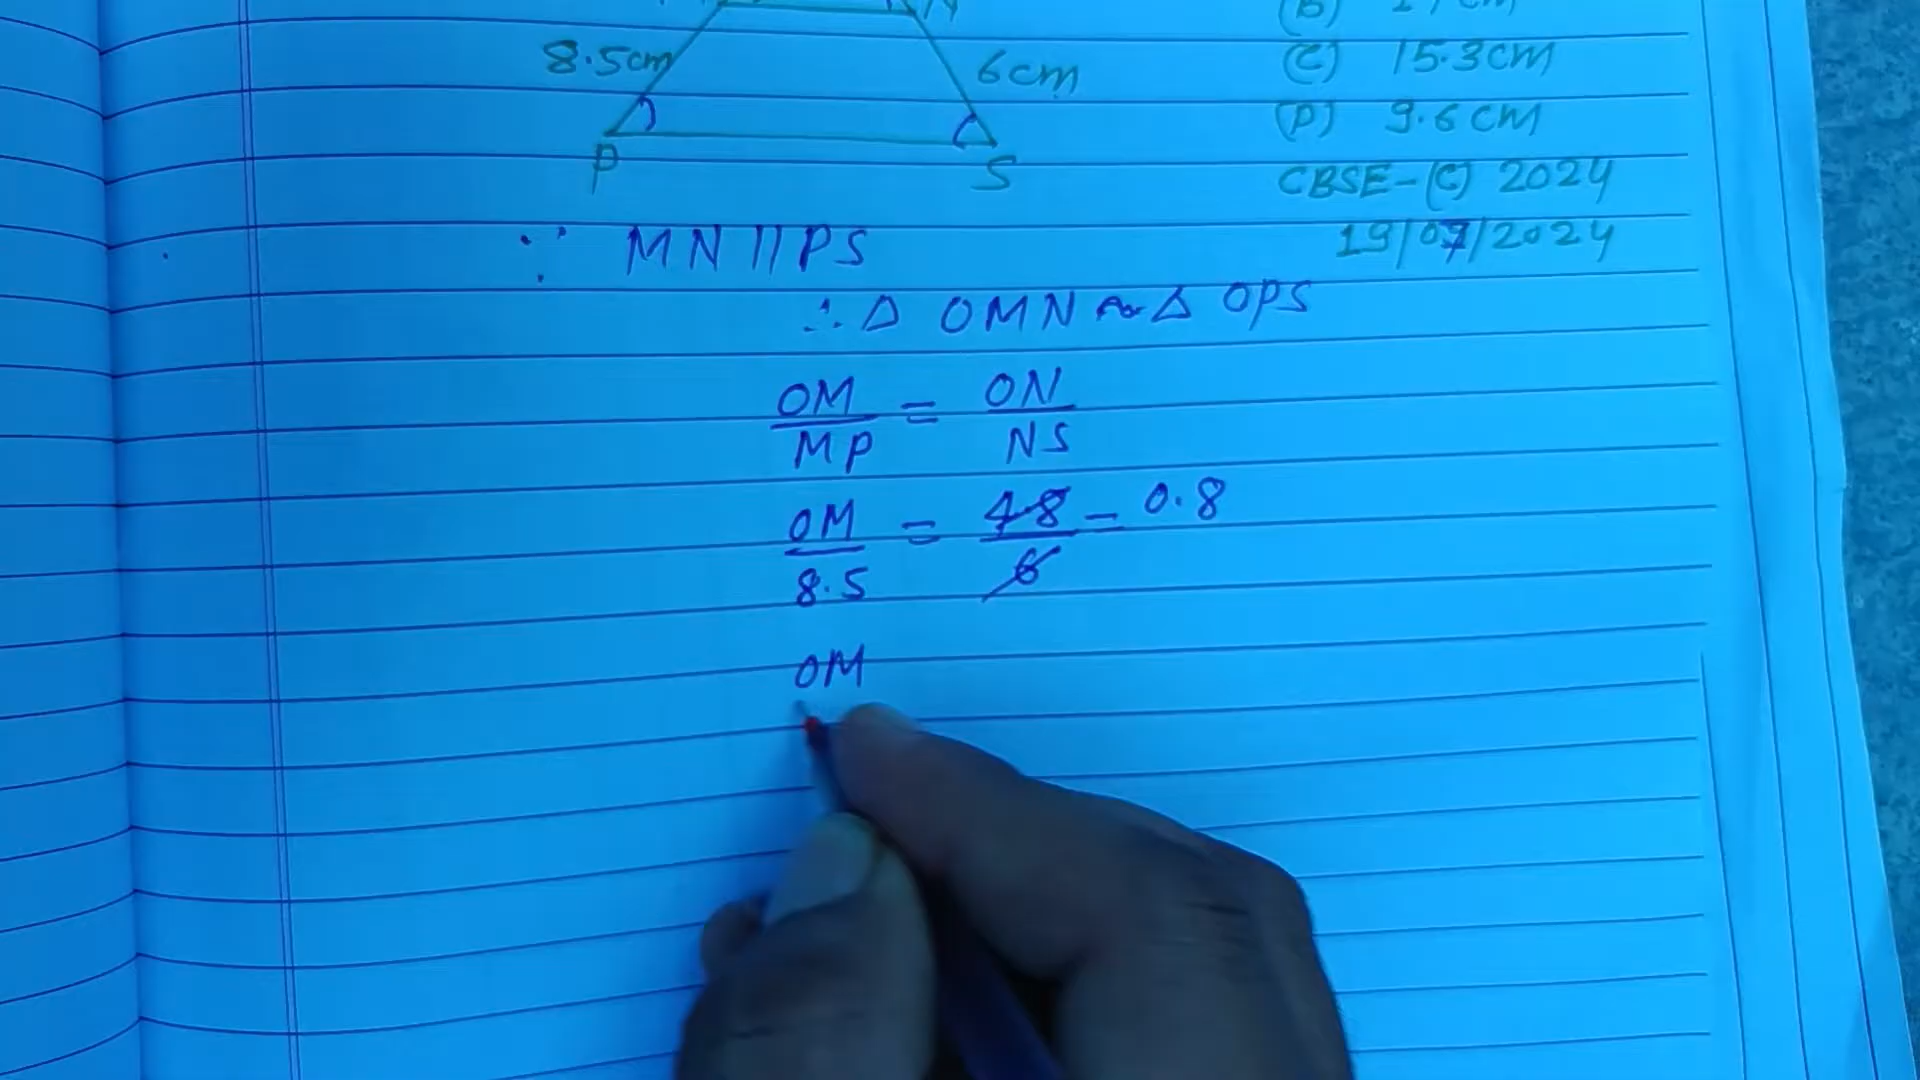 8.5cm
6cm
(C) 15.3cm
(D) 9.6cm
P
S
CBSE-(C) 2024
19/07/2024
∵ MN||PS
∴ Δ OMN ~ Δ OPS
OM/MP = ON/NS
OM/8.5 = 4.8/6 = 0.8
OM